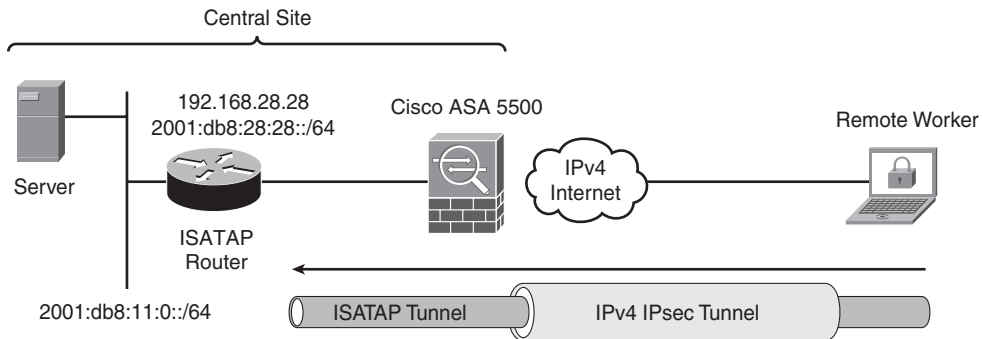 Central Site
192.168.28.28
2001:db8:28:28::/64
Cisco ASA 5500
Remote Worker
IPv4
Internet
Server
ISATAP
Router
2001:db8:11:0::/64
ISATAP Tunnel
IPv4 IPsec Tunnel